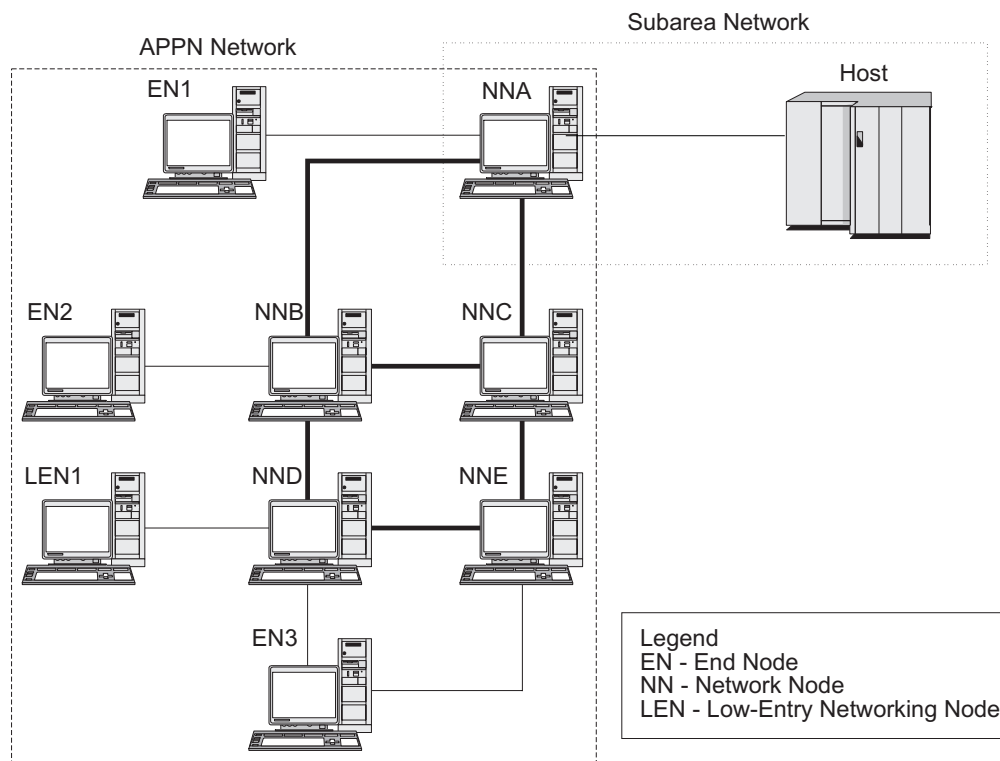 Subarea Network
APPN Network
EN1
NNA
Host
EN2
NNB
NNC
LEN1
NND
NNE
EN3
Legend
EN - End Node
NN - Network Node
LEN - Low-Entry Networking Node